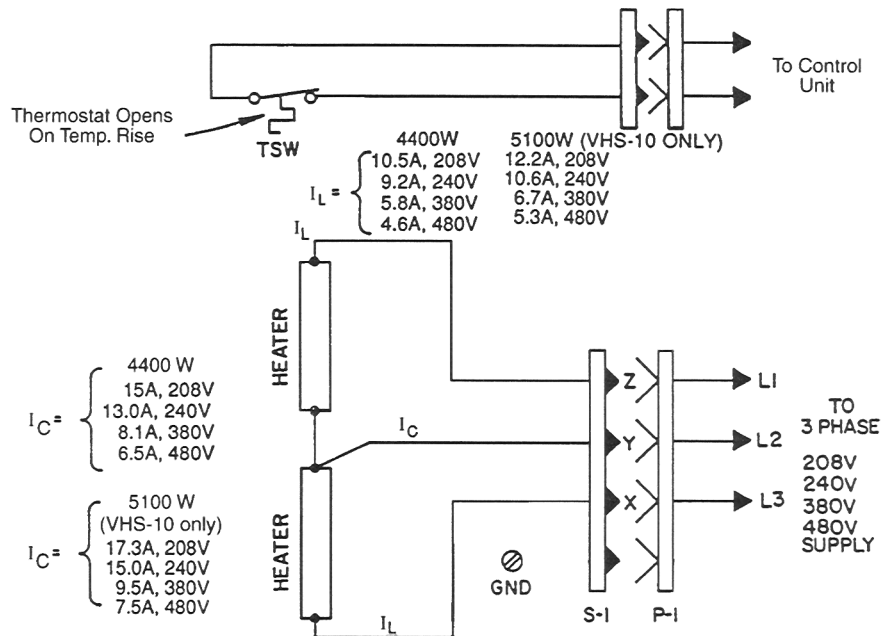 To Control
Unit
Thermostat Opens
On Temp. Rise
TSW
4400W
5100W (VHS-10 ONLY)
I_L =
10.5A, 208V
12.2A, 208V
9.2A, 240V
10.6A, 240V
5.8A, 380V
6.7A, 380V
4.6A, 480V
5.3A, 480V
I_L
HEATER
4400 W
I_C =
15A, 208V
13.0A, 240V
8.1A, 380V
6.5A, 480V
I_C
Z
L1
Y
L2
X
L3
TO
3 PHASE
208V
240V
380V
480V
SUPPLY
5100 W
(VHS-10 only)
I_C =
17.3A, 208V
15.0A, 240V
9.5A, 380V
7.5A, 480V
HEATER
GND
I_L
S-1
P-1